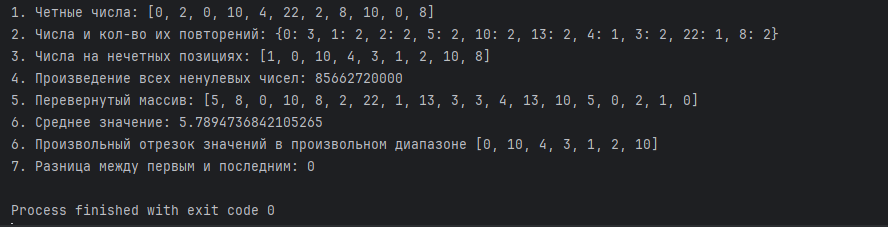 1. Четные числа: [0, 2, 0, 10, 4, 22, 2, 8, 10, 0, 8]
2. Числа и кол-во их повторений: {0: 3, 1: 2, 2: 2, 5: 2, 10: 2, 13: 2, 4: 1, 3: 2, 22: 1, 8: 2}
3. Числа на нечетных позициях: [1, 0, 10, 4, 3, 1, 2, 10, 8]
4. Произведение всех ненулевых чисел: 85662720000
5. Перевернутый массив: [5, 8, 0, 10, 8, 2, 22, 1, 13, 3, 3, 4, 13, 10, 5, 0, 2, 1, 0]
6. Среднее значение: 5.7894736842105265
6. Произвольный отрезок значений в произвольном диапазоне [0, 10, 4, 3, 1, 2, 10]
7. Разница между первым и последним: 0
Process finished with exit code 0